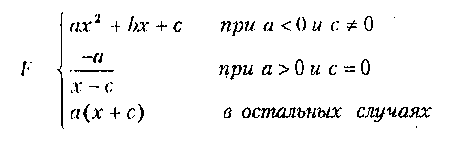 ax² + bx + c при a < 0 и c ≠ 0
F
-a
x - c при a > 0 и c = 0
a(x + c) в остальных случаях